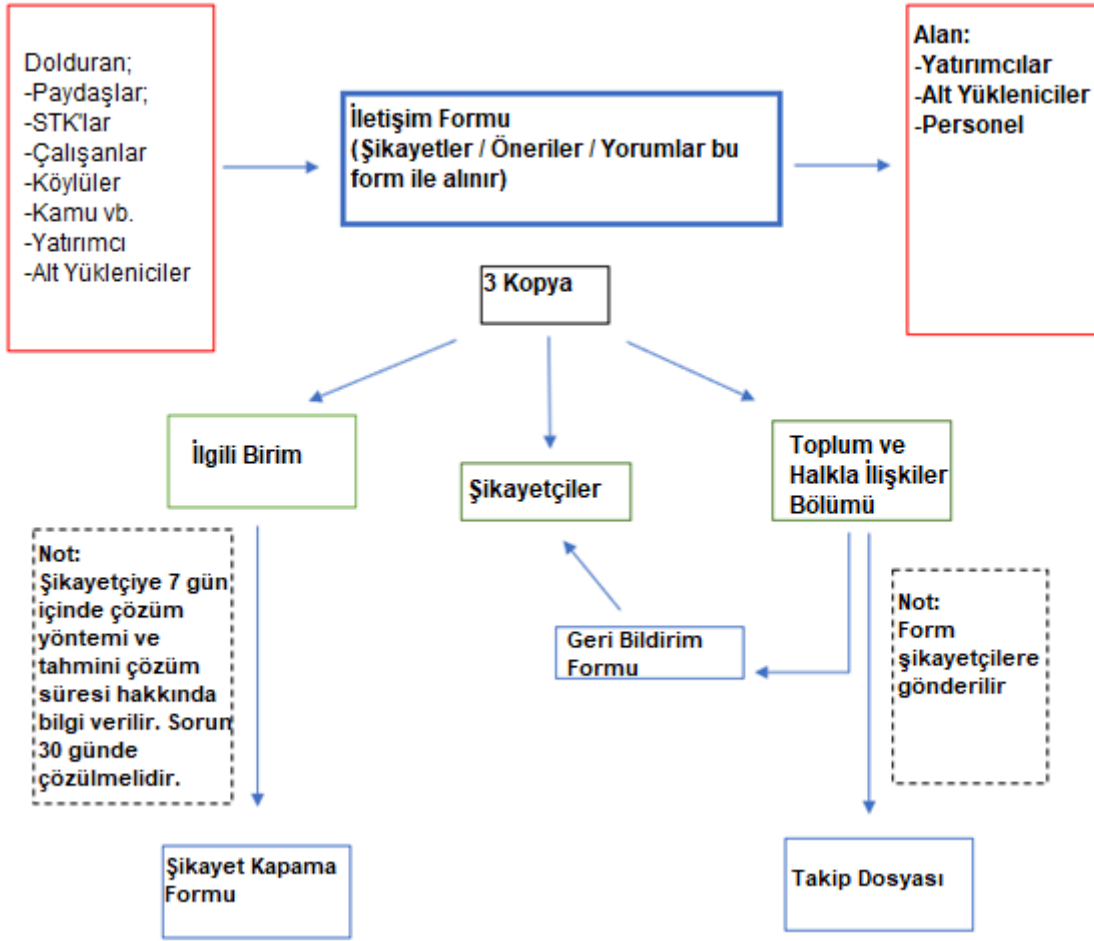 Dolduran;
-Paydaşlar;
-STK'lar
-Çalışanlar
-Köylüler
-Kamu vb.
-Yatırımcı
-Alt Yükleniciler
İletişim Formu
(Şikayetler / Öneriler / Yorumlar bu
form ile alınır)
Alan:
-Yatırımcılar
-Alt Yükleniciler
-Personel
3 Kopya
İlgili Birim
Şikayetçiler
Toplum ve
Halkla İlişkiler
Bölümü
Not:
Şikayetçiye 7 gün
içinde çözüm
yöntemi ve
tahmini çözüm
süresi hakkında
bilgi verilir. Sorun
30 günde
çözülmelidir.
Geri Bildirim
Formu
Not:
Form
şikayetçilere
gönderilir
Şikayet Kapama
Formu
Takip Dosyası